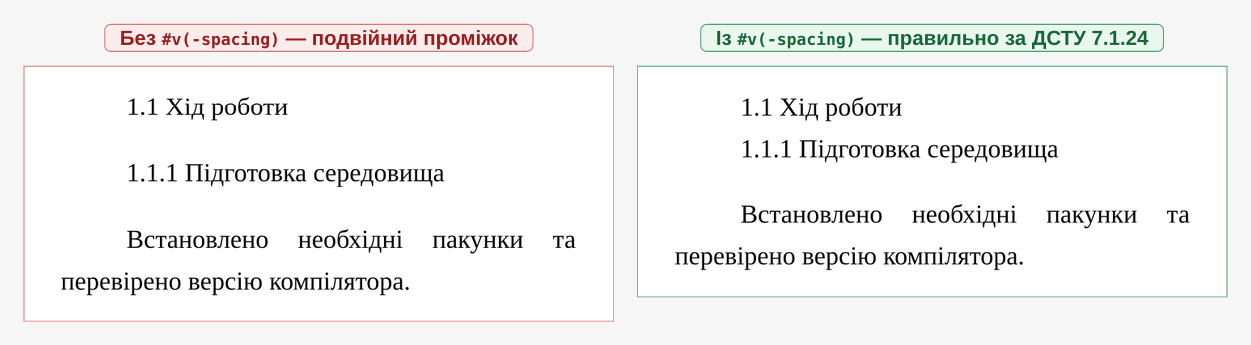 Без #v(-spacing) — подвійний проміжок
1.1 Хід роботи
1.1.1 Підготовка середовища
Встановлено необхідні пакунки та
перевірено версію компілятора.
Із #v(-spacing) — правильно за ДСТУ 7.1.24
1.1 Хід роботи
1.1.1 Підготовка середовища
Встановлено необхідні пакунки та
перевірено версію компілятора.